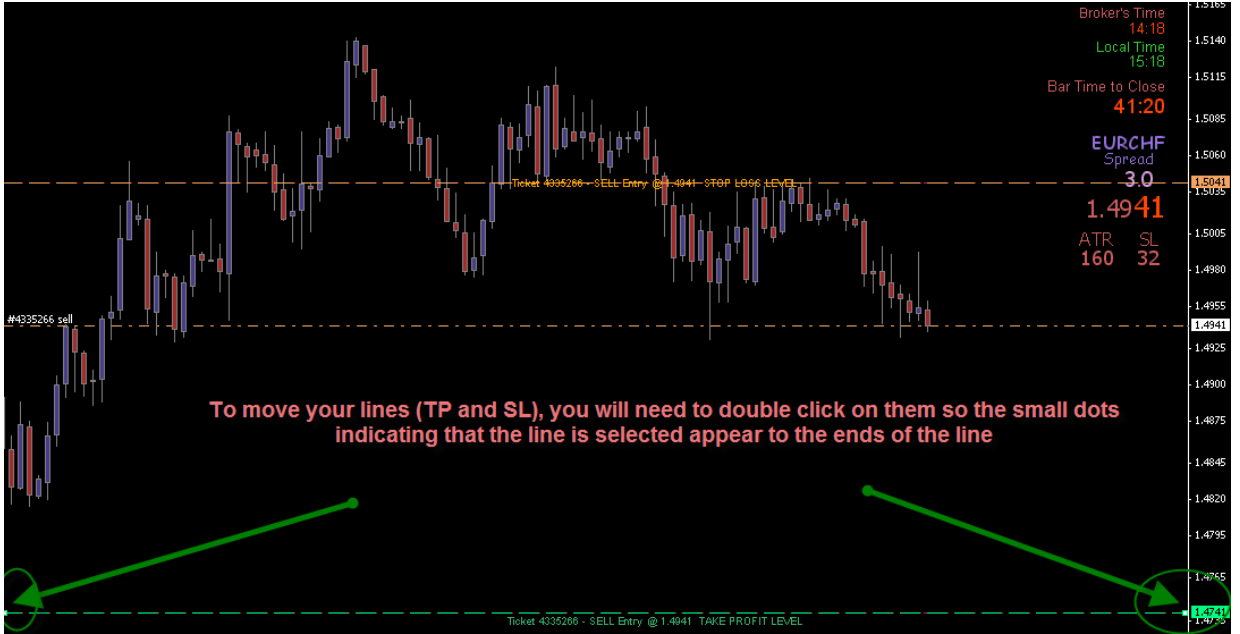 1.5165
Broker's Time
14:18
Local Time
15:18
Bar Time to Close
41:20
EURCHF
Spread
3.0
1.4941
ATR SL
160 32
1.5140
1.5115
1.5085
1.5060
Ticket 4335266 - SELL Entry @ 1.4941 STOP LOSS LEVEL
1.5041
1.5035
1.5005
1.4980
1.4955
#4335266 sell
1.4941
1.4925
1.4900
To move your lines (TP and SL), you will need to double click on them so the small dots
indicating that the line is selected appear to the ends of the line
1.4875
1.4845
1.4820
1.4795
1.4765
1.4741
1.4735
Ticket 4335266 - SELL Entry @ 1.4941 TAKE PROFIT LEVEL